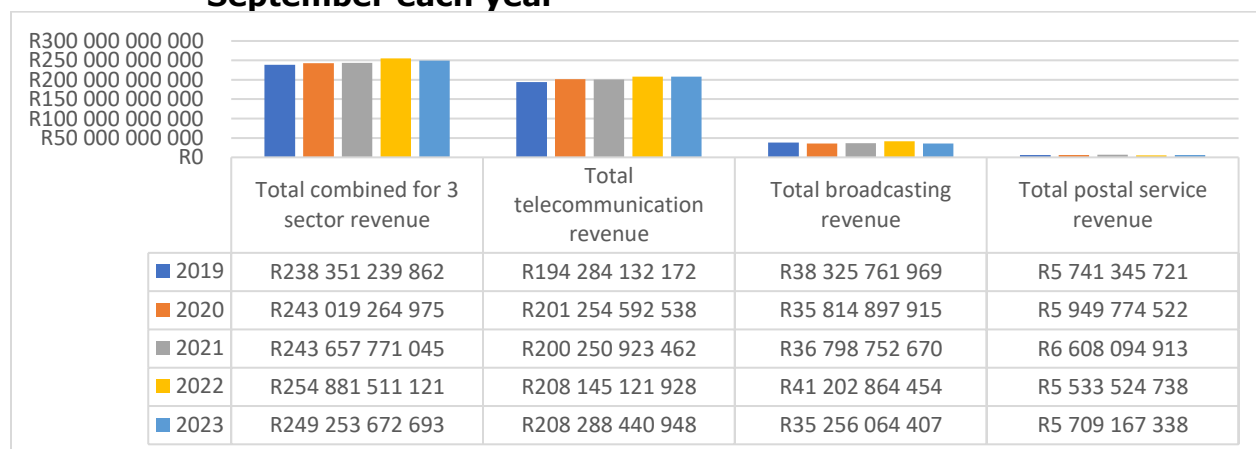 September each year
R300 000 000 000
R250 000 000 000
R200 000 000 000
R150 000 000 000
R100 000 000 000
R50 000 000 000
R0
Total combined for 3 sector revenue
Total telecommunication revenue
Total broadcasting revenue
Total postal service revenue
2019 R238 351 239 862 R194 284 132 172 R38 325 761 969 R5 741 345 721
2020 R243 019 264 975 R201 254 592 538 R35 814 897 915 R5 949 774 522
2021 R243 657 771 045 R200 250 923 462 R36 798 752 670 R6 608 094 913
2022 R254 881 511 121 R208 145 121 928 R41 202 864 454 R5 533 524 738
2023 R249 253 672 693 R208 288 440 948 R35 256 064 407 R5 709 167 338